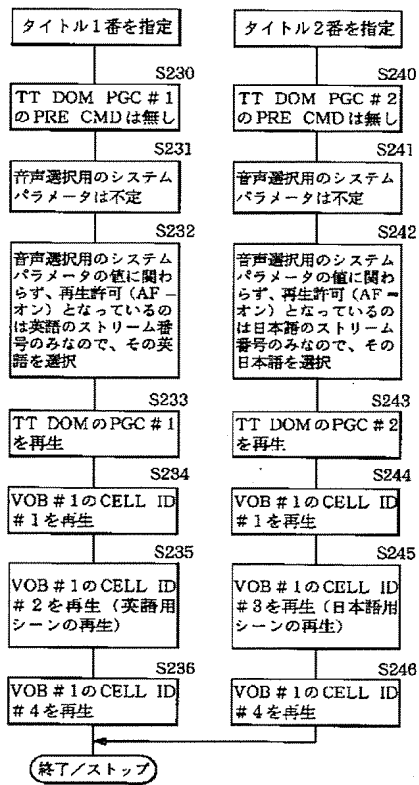 タイトル1番を指定
S230
TT DOM PGC#1
のPRE CMDは無し
S231
音声選択用のシステム
パラメータは不定
S232
音声選択用のシステム
パラメータの値に関わ
らず、再生許可(AF=
オン)となっているの
は英語のストリーム番
号のみなので、その英
語を選択
S233
TT DOMのPGC#1
を再生
S234
VOB#1のCELL ID
#1を再生
S235
VOB#1のCELL ID
#2を再生(英語用
シーンの再生)
S236
VOB#1のCELL ID
#4を再生
タイトル2番を指定
S240
TT DOM PGC#2
のPRE CMDは無し
S241
音声選択用のシステム
パラメータは不定
S242
音声選択用のシステム
パラメータの値に関わ
らず、再生許可(AF=
オン)となっているの
は日本語のストリーム
番号のみなので、その
日本語を選択
S243
TT DOMのPGC#2
を再生
S244
VOB#1のCELL ID
#1を再生
S245
VOB#1のCELL ID
#3を再生(日本語用
シーンの再生)
S246
VOB#1のCELL ID
#4を再生
終了/ストップ